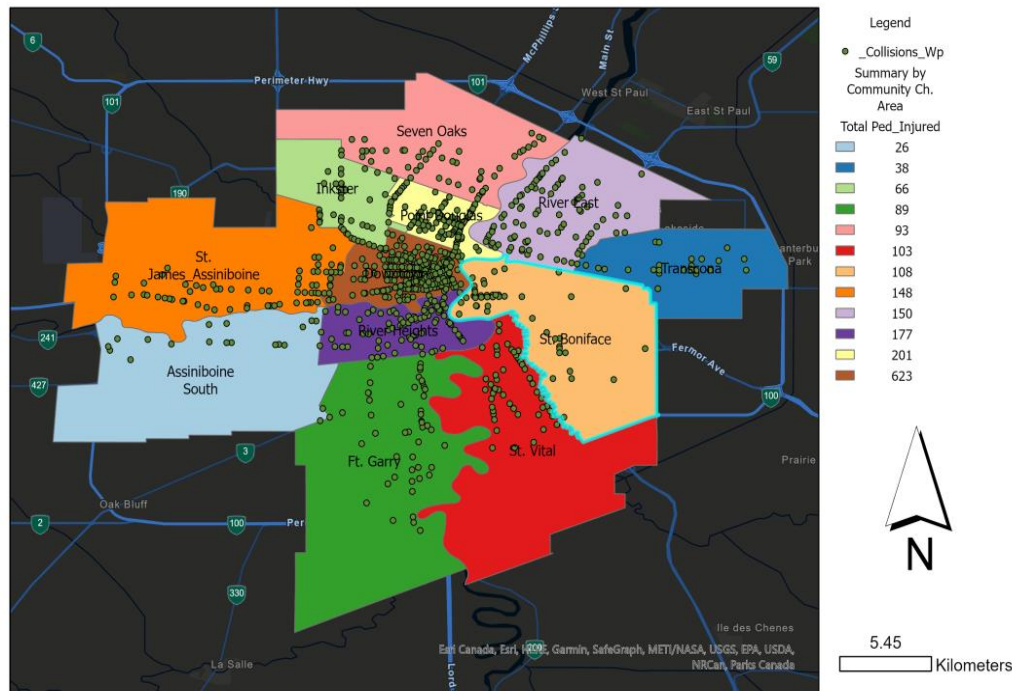 6
Perimeter Hwy
101
McPhillips St
Main St
101
59
West St Paul
East St Paul
Seven Oaks
190
Inkster
Point Douglas
River East
St.
James_Assiniboine
Transcona
Park
241
River Heights
St. Boniface
Fermor Ave
427
Assiniboine
South
100
3
Ft. Garry
St. Vital
Prairie
Oak Bluff
2
100
Per
330
Ile des Chenes
La Salle
209
Esri Canada, Esri, HERE, Garmin, SafeGraph, METI/NASA, USGS, EPA, USDA,
NRCan, Parks Canada
Legend
_Collisions_Wp
Summary by
Community Ch.
Area
Total Ped_Injured
26
38
66
89
93
103
108
148
150
177
201
623
N
5.45
Kilometers